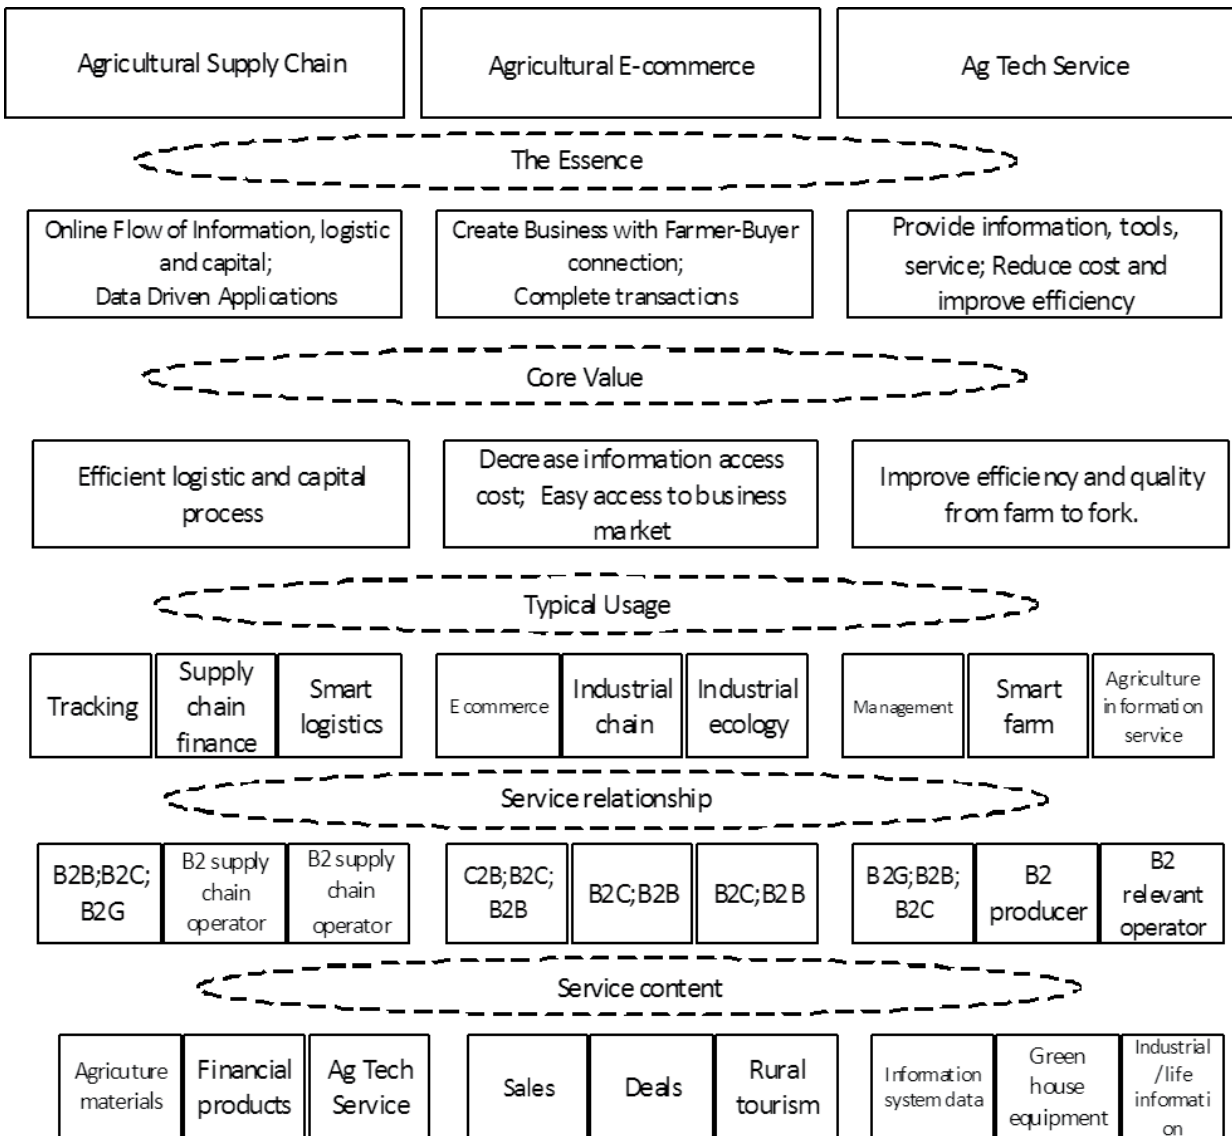 Agricultural Supply Chain
Agricultural E-commerce
Ag Tech Service
The Essence
Online Flow of Information, logistic
and capital;
Data Driven Applications
Create Business with Farmer-Buyer
connection;
Complete transactions
Provide information, tools,
service; Reduce cost and
improve efficiency
Core Value
Efficient logistic and capital
process
Decrease information access
cost; Easy access to business
market
Improve efficiency and quality
from farm to fork.
Typical Usage
Tracking
Supply
chain
finance
Smart
logistics
E commerce
Industrial
chain
Industrial
ecology
Management
Smart
farm
Agriculture
information
service
Service relationship
B2B;B2C;
B2G
B2 supply
chain
operator
B2 supply
chain
operator
C2B;B2C;
B2B
B2C;B2B
B2C;B2B
B2G;B2B;
B2C
B2
producer
B2
relevant
operator
Service content
Agricuture
materials
Financial
products
Ag Tech
Service
Sales
Deals
Rural
tourism
Information
system data
Green
house
equipment
Industrial
/life
informati
on